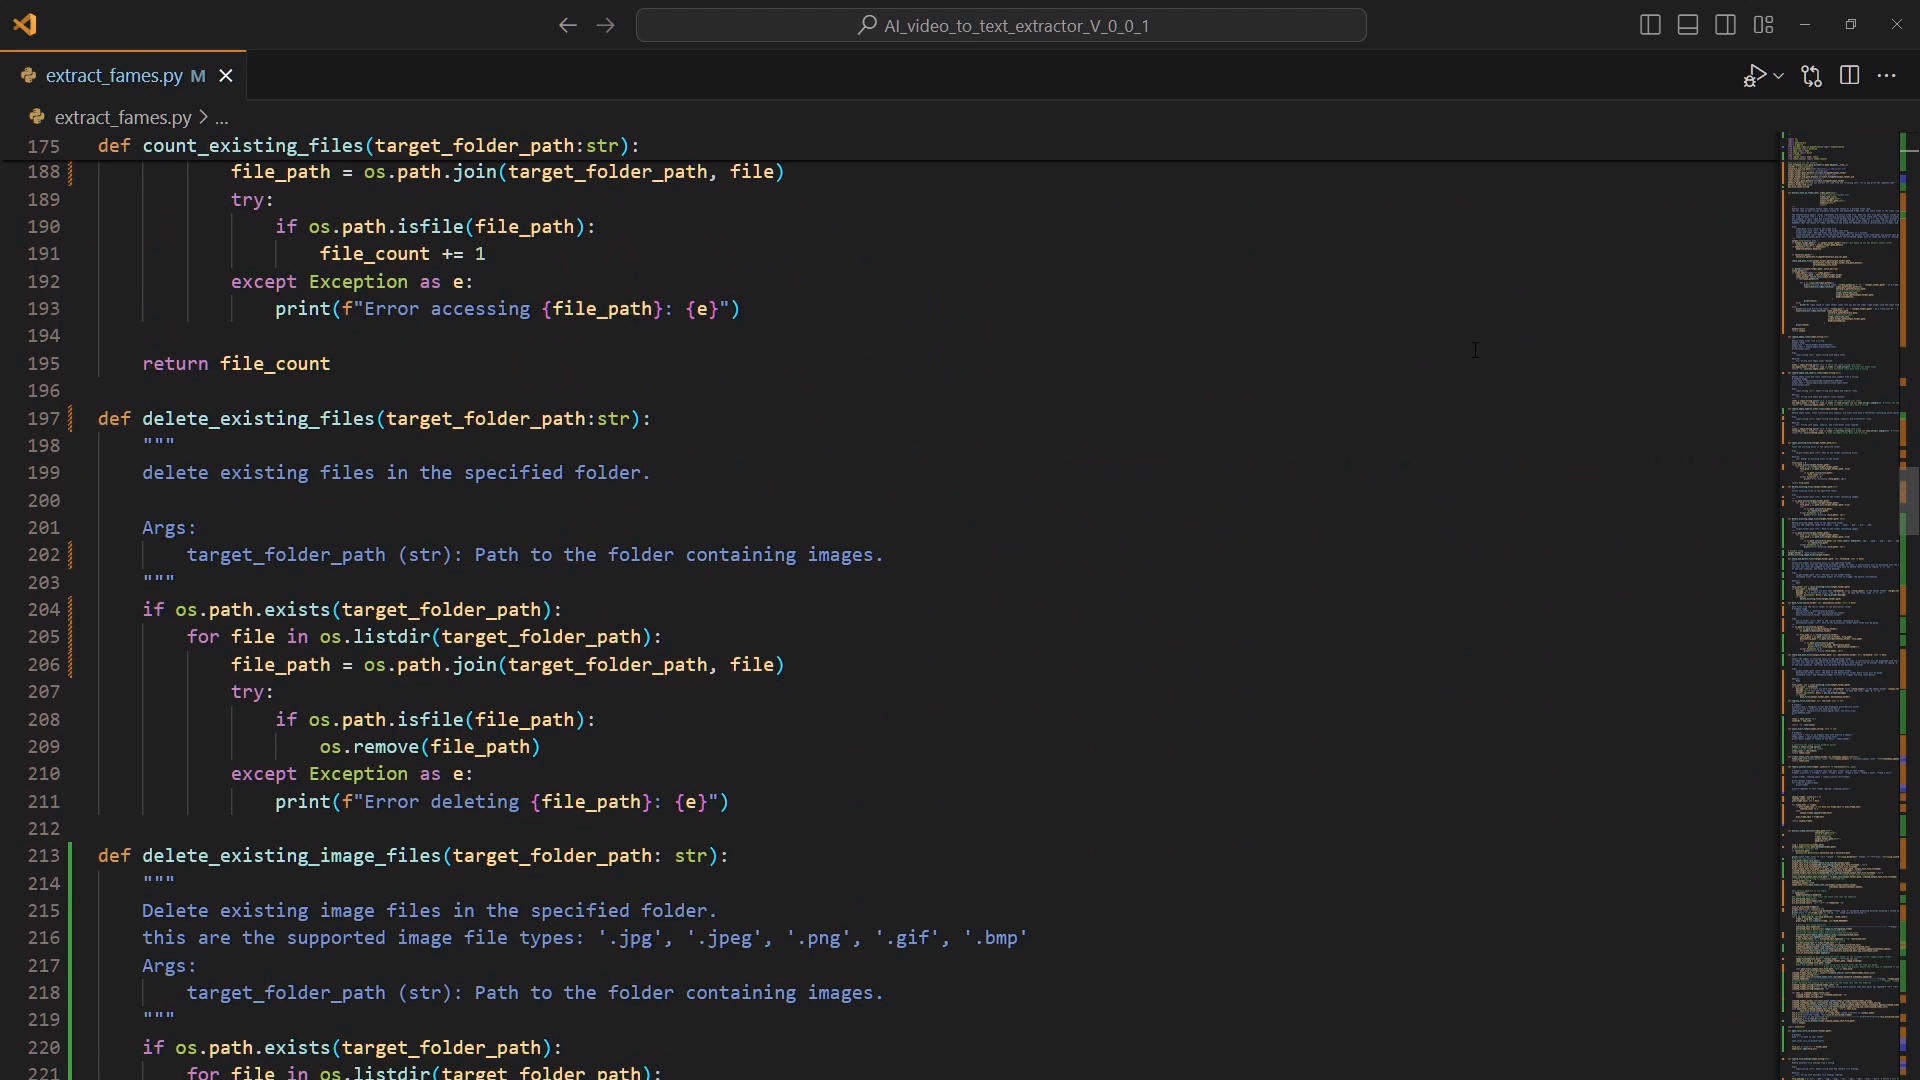 AI_video_to_text_extractor_V_0_0_1
extract_fames.py M
extract_fames.py > ...
175 def count_existing_files(target_folder_path:str):
188 file_path = os.path.join(target_folder_path, file)
189 try:
190 if os.path.isfile(file_path):
191 file_count += 1
192 except Exception as e:
193 print(f"Error accessing {file_path}: {e}")
194
195 return file_count
196
197 def delete_existing_files(target_folder_path:str):
198 """
199 delete existing files in the specified folder.
200
201 Args:
202 target_folder_path (str): Path to the folder containing images.
203 """
204 if os.path.exists(target_folder_path):
205 for file in os.listdir(target_folder_path):
206 file_path = os.path.join(target_folder_path, file)
207 try:
208 if os.path.isfile(file_path):
209 os.remove(file_path)
210 except Exception as e:
211 print(f"Error deleting {file_path}: {e}")
212
213 def delete_existing_image_files(target_folder_path: str):
214 """
215 Delete existing image files in the specified folder.
216 this are the supported image file types: '.jpg', '.jpeg', '.png', '.gif', '.bmp'
217 Args:
218 target_folder_path (str): Path to the folder containing images.
219 """
220 if os.path.exists(target_folder_path):
221 for file in os.listdir(target_folder_path):